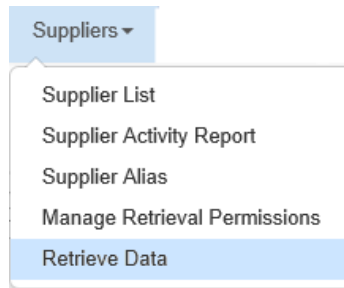 Suppliers
Supplier List
Supplier Activity Report
Supplier Alias
Manage Retrieval Permissions
Retrieve Data